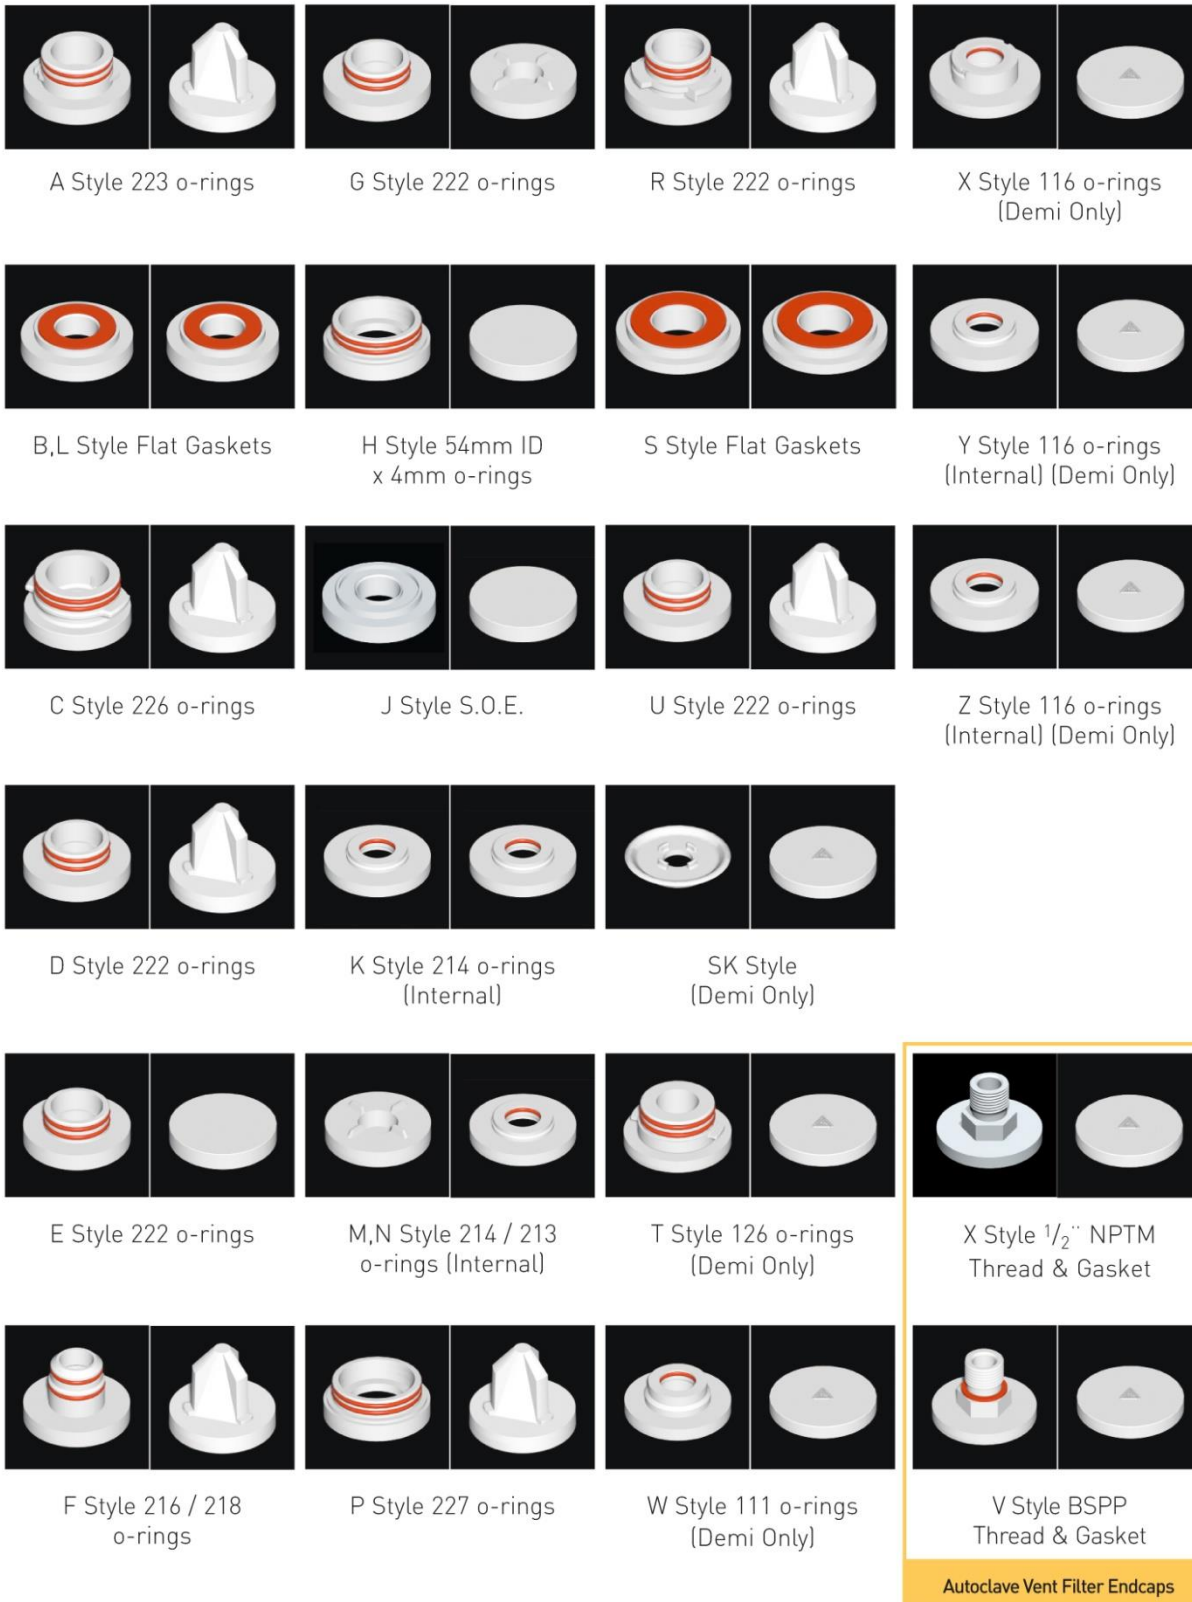 A Style 223 o-rings
G Style 222 o-rings
R Style 222 o-rings
X Style 116 o-rings
(Demi Only)
B,L Style Flat Gaskets
H Style 54mm ID
x 4mm o-rings
S Style Flat Gaskets
Y Style 116 o-rings
(Internal) (Demi Only)
C Style 226 o-rings
J Style S.O.E.
U Style 222 o-rings
Z Style 116 o-rings
(Internal) (Demi Only)
D Style 222 o-rings
K Style 214 o-rings
(Internal)
SK Style
(Demi Only)
E Style 222 o-rings
M,N Style 214 / 213
o-rings (Internal)
T Style 126 o-rings
(Demi Only)
X Style 1/2¨ NPTM
Thread & Gasket
F Style 216 / 218
o-rings
P Style 227 o-rings
W Style 111 o-rings
(Demi Only)
V Style BSPP
Thread & Gasket
Autoclave Vent Filter Endcaps